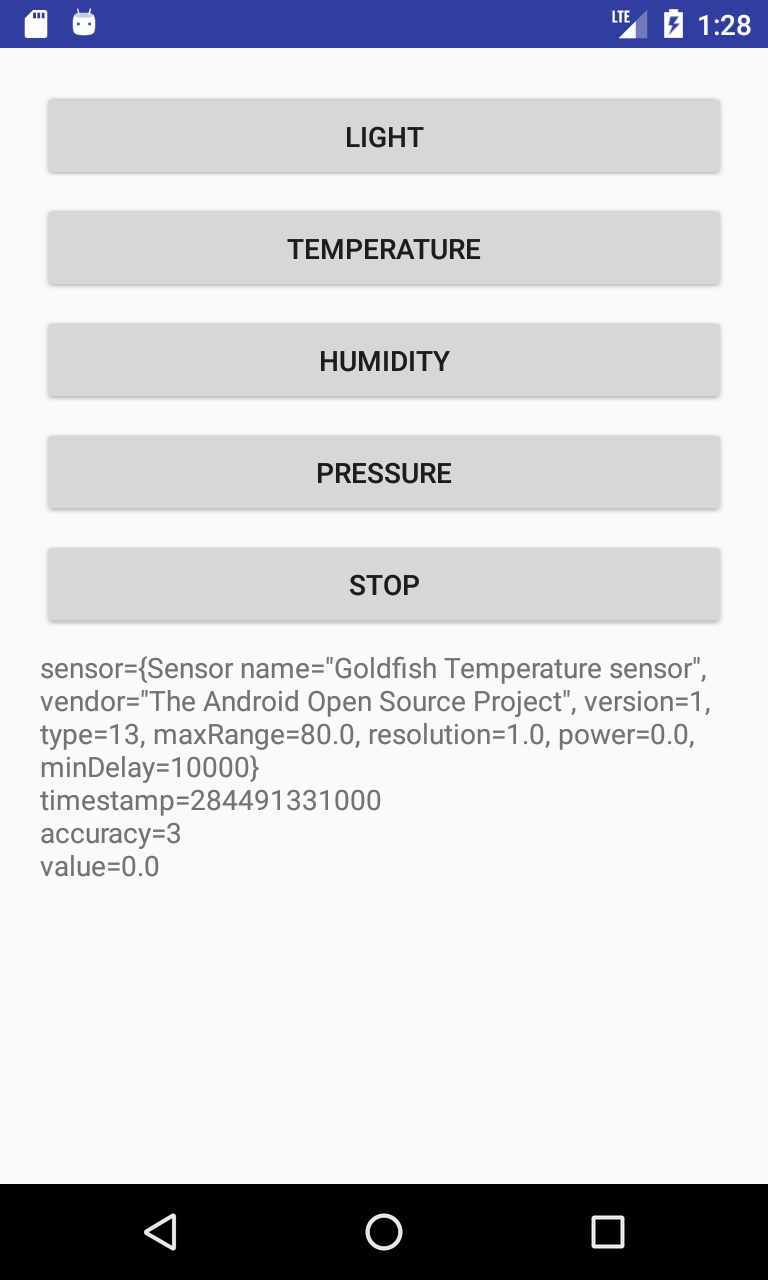 LTE 1:28
LIGHT
TEMPERATURE
HUMIDITY
PRESSURE
STOP
sensor={Sensor name="Goldfish Temperature sensor",
vendor="The Android Open Source Project", version=1,
type=13, maxRange=80.0, resolution=1.0, power=0.0,
minDelay=10000}
timestamp=284491331000
accuracy=3
value=0.0